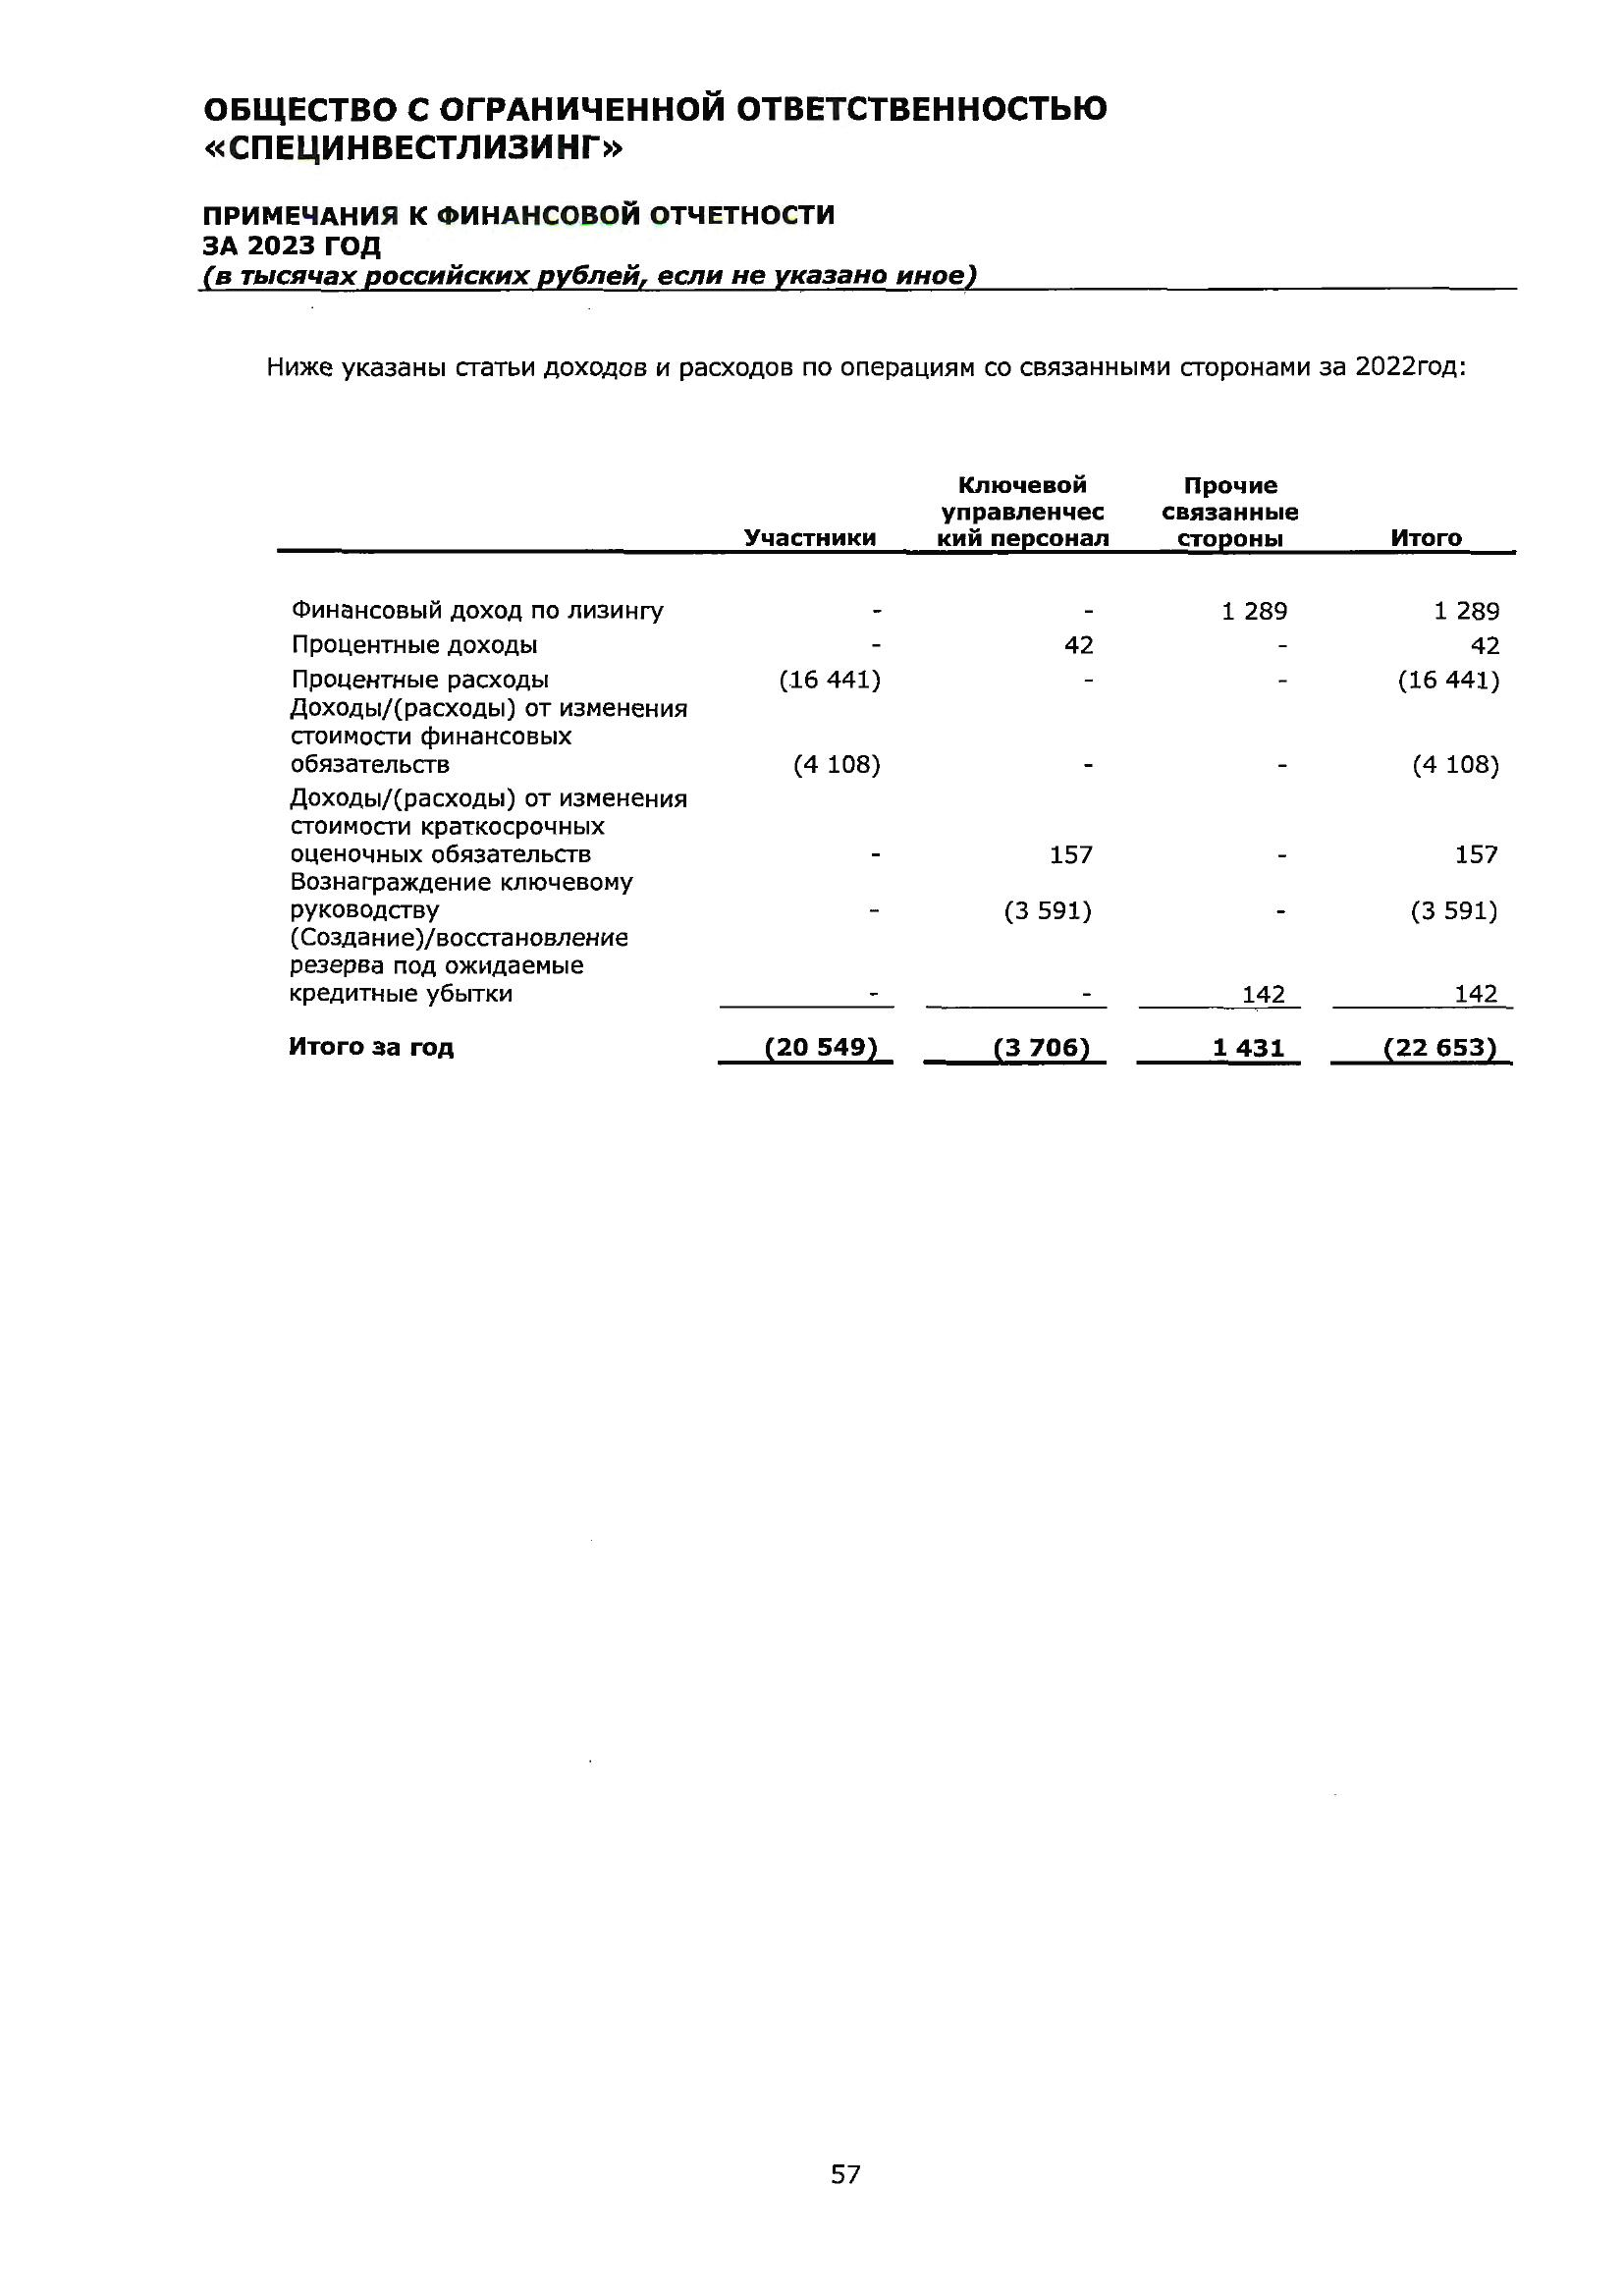 ОБЩЕСТВО С ОГРАНИЧЕННОЙ ОТВЕТСТВЕННОСТЬЮ
«СПЕЦИНВЕСТЛИЗИНГ»
ПРИМЕЧАНИЯ К ФИНАНСОВОЙ ОТЧЕТНОСТИ
ЗА 2023 ГОД
(в тысячах российских рублей, если не указано иное)
Ниже указаны статьи доходов и расходов по операциям со связанными сторонами за 2022год:
Ключевой Прочие
управленчес связанные
Участники кий персонал стороны Итого
Финансовый доход по лизингу - - 1 289 1 289
Процентные доходы - 42 - 42
Процентные расходы (16 441) - - (16 441)
Доходы/(расходы) от изменения
стоимости финансовых
обязательств (4 108) - - (4 108)
Доходы/(расходы) от изменения
стоимости краткосрочных
оценочных обязательств - 157 - 157
Вознаграждение ключевому
руководству - (3 591) - (3 591)
(Создание)/восстановление
резерва под ожидаемые
кредитные убытки - - 142 142
Итого за год (20 549) (3 706) 1 431 (22 653)
57